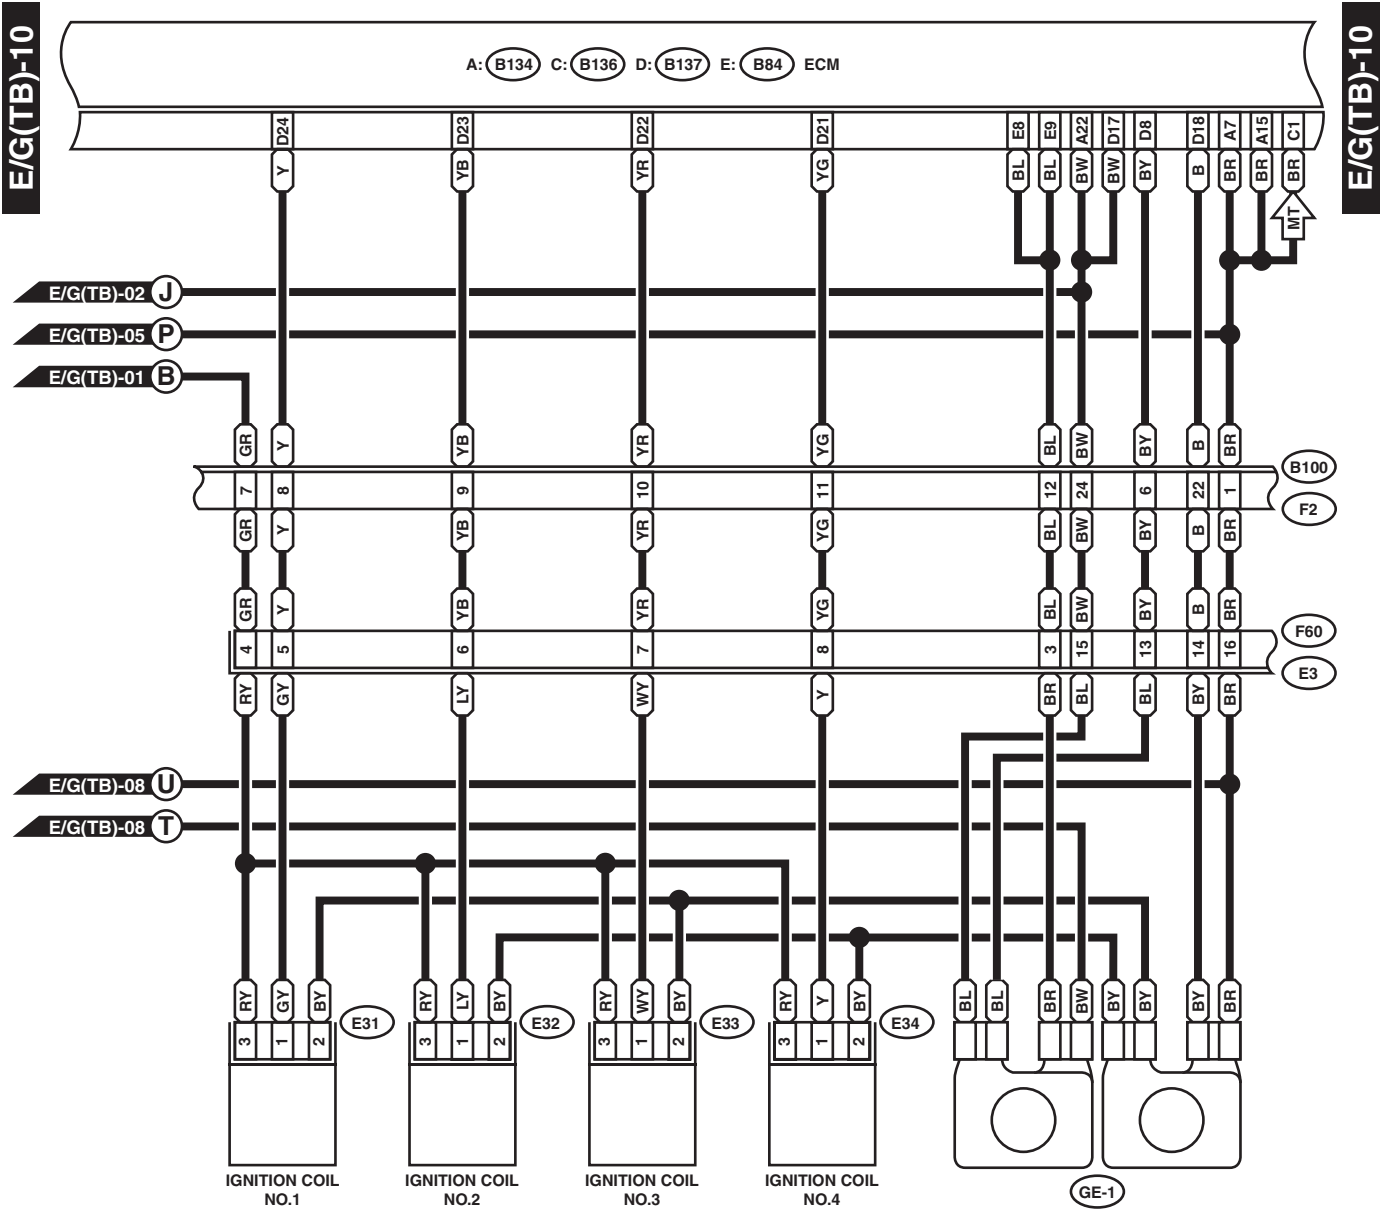 E/G(TB)-10
E/G(TB)-10
A: B134 C: B136 D: B137 E: B84 ECM
D24 D23 D22 D21 E8 E9 A22 D17 D8 D18 A7 A15 C1
Y YB YR YG BL BL BW BW BY B BR BR BR
MT
E/G(TB)-02 J
E/G(TB)-05 P
E/G(TB)-01 B
GR Y YB YR YG BL BW BY B BR
B100
7 8 9 10 11 12 24 6 22 1
F2
GR Y YB YR YG BL BW BY B BR
GR Y YB YR YG BL BW BY B BR
F60
4 5 6 7 8 3 15 13 14 16
E3
RY GY LY WY Y BR BL BL BY BR
E/G(TB)-08 U
E/G(TB)-08 T
RY GY BY RY LY BY RY WY BY RY Y BY BL BL BR BW BY BY BY BR
E31 E32 E33 E34
3 1 2 3 1 2 3 1 2 3 1 2
IGNITION COIL IGNITION COIL IGNITION COIL IGNITION COIL
NO.1 NO.2 NO.3 NO.4
GE-1